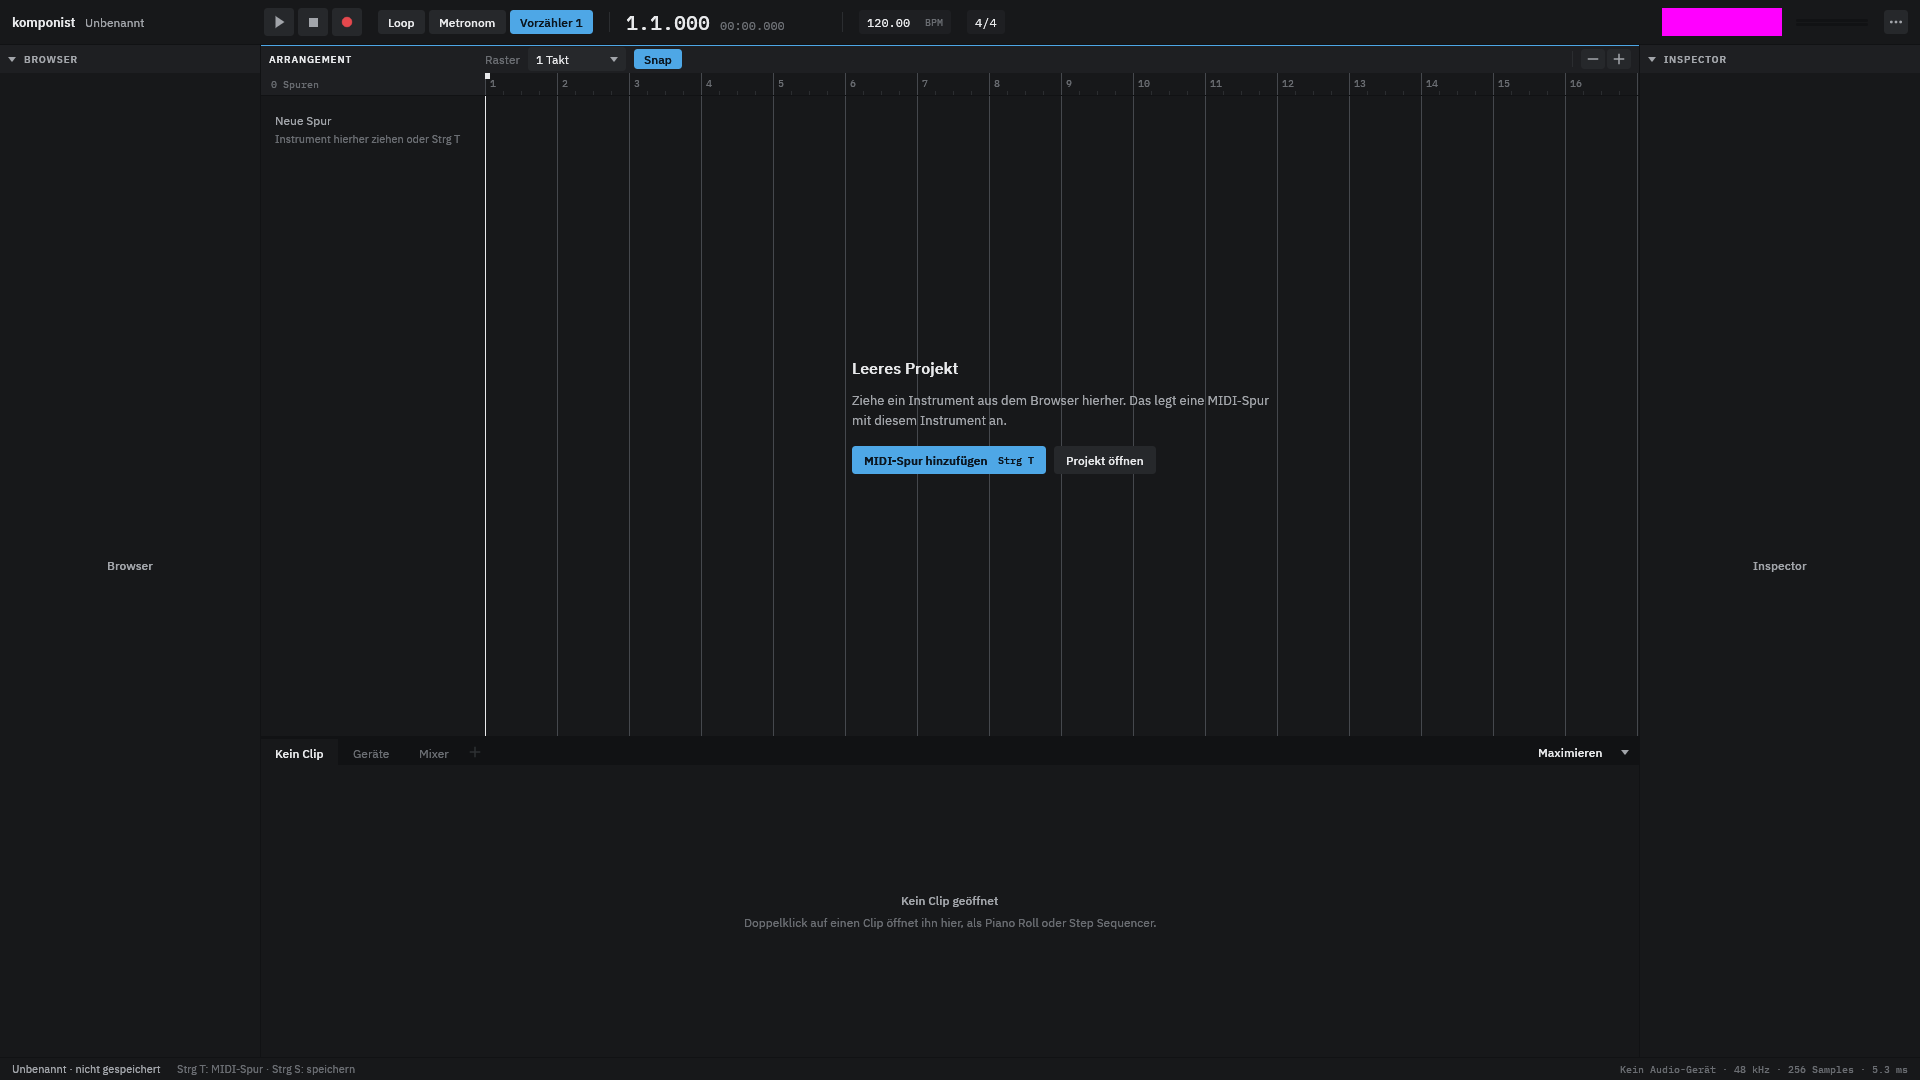 komponist Unbenannt
Loop Metronom Vorzähler 1 1.1.000 00:00.000 120.00 BPM 4/4
BROWSER
ARRANGEMENT Raster 1 Takt Snap
INSPECTOR
0 Spuren
1 2 3 4 5 6 7 8 9 10 11 12 13 14 15 16
Neue Spur
Instrument hierher ziehen oder Strg T
Leeres Projekt
Ziehe ein Instrument aus dem Browser hierher. Das legt eine MIDI-Spur
mit diesem Instrument an.
MIDI-Spur hinzufügen Strg T Projekt öffnen
Browser
Inspector
Kein Clip Geräte Mixer Maximieren
Kein Clip geöffnet
Doppelklick auf einen Clip öffnet ihn hier, als Piano Roll oder Step Sequencer.
Unbenannt · nicht gespeichert Strg T: MIDI-Spur · Strg S: speichern
Kein Audio-Gerät · 48 kHz · 256 Samples · 5.3 ms